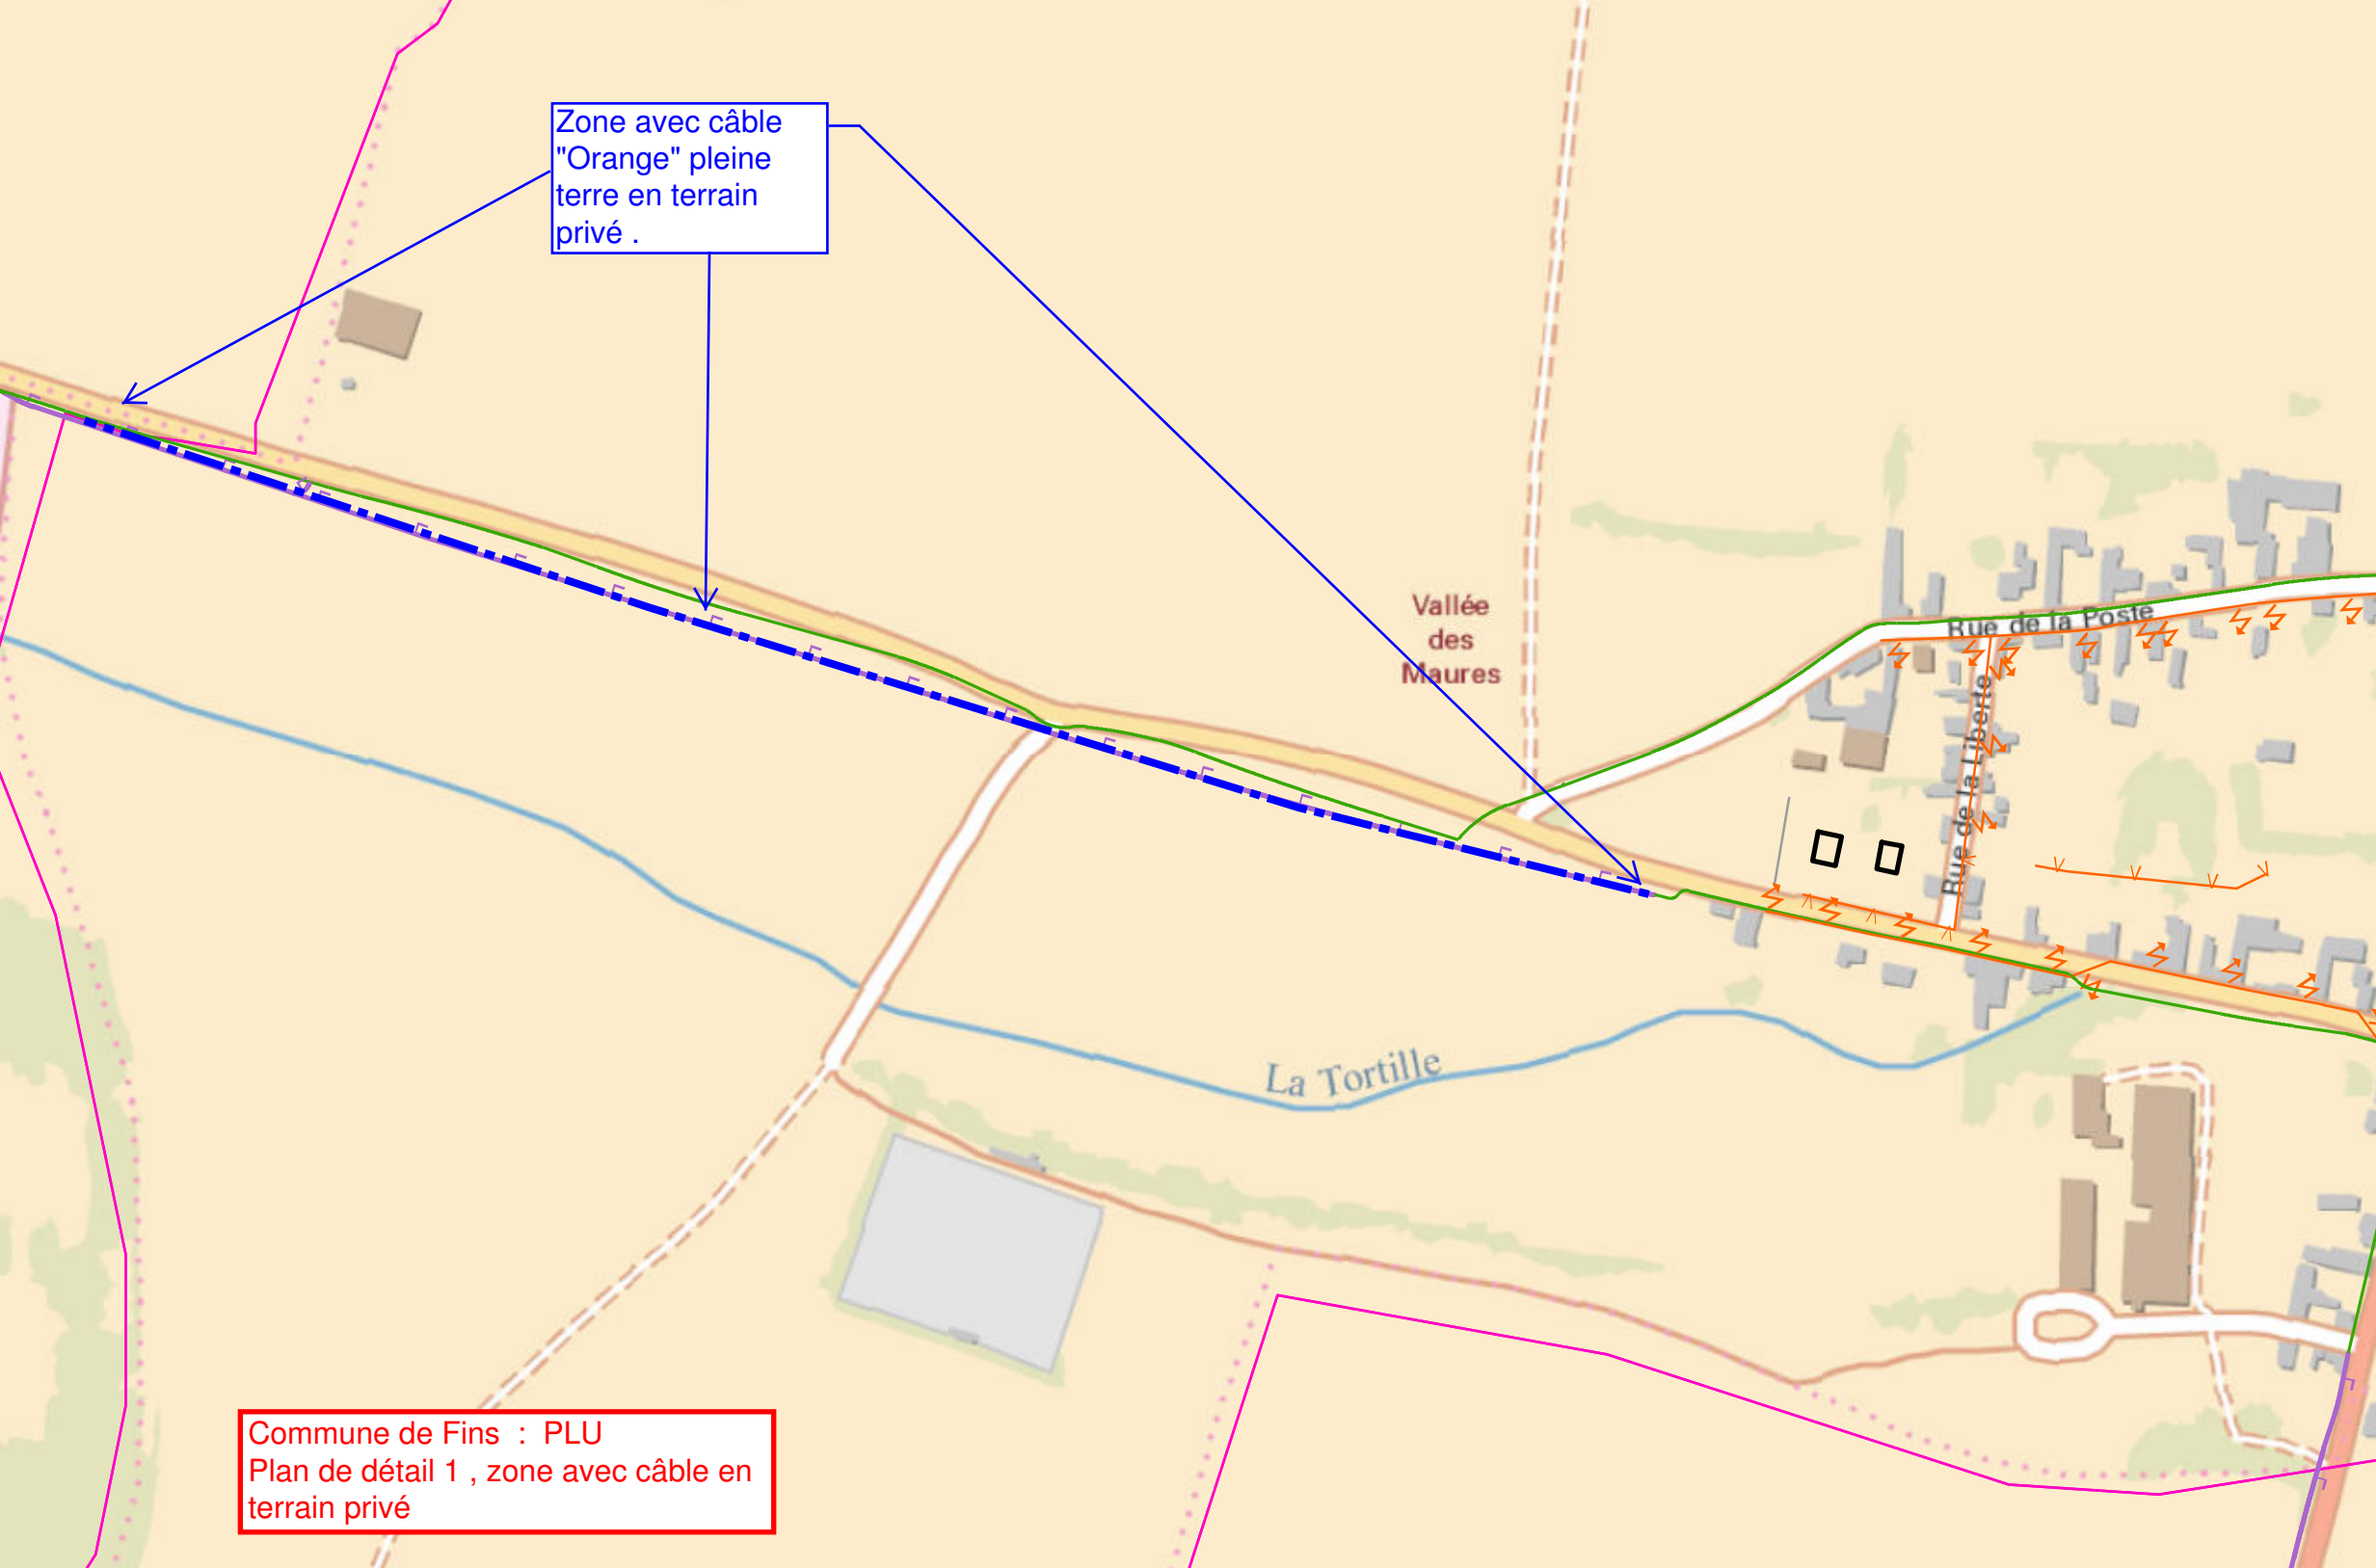 Zone avec câble
"Orange" pleine
terre en terrain
privé .
Vallée
des
Maures
Rue de la Poste
Rue de la Liberté
La Tortille
Commune de Fins : PLU
Plan de détail 1 , zone avec câble en
terrain privé